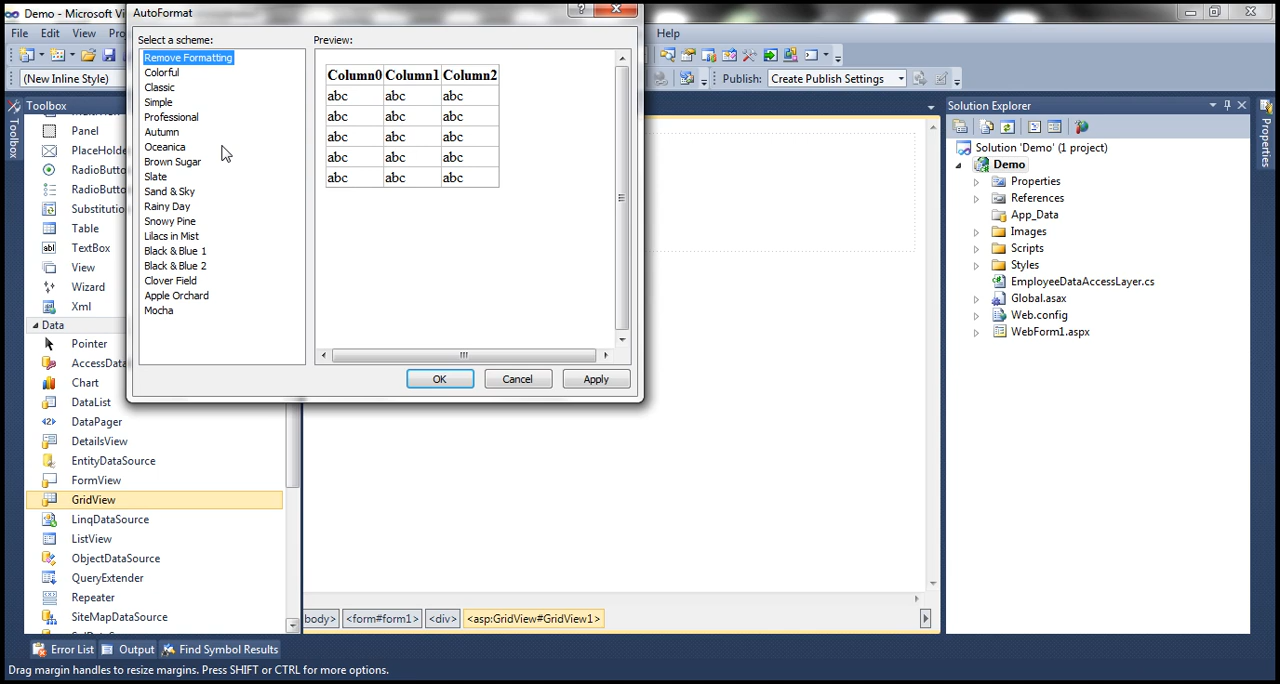 Demo - Microsoft Vi
AutoFormat
File Edit View Pro
Help
Select a scheme:
Preview:
(New Inline Style)
Publish: Create Publish Settings
Remove Formatting
Colorful
Classic
Simple
Professional
Autumn
Oceanica
Brown Sugar
Slate
Sand & Sky
Rainy Day
Snowy Pine
Lilacs in Mist
Black & Blue 1
Black & Blue 2
Clover Field
Apple Orchard
Mocha
Column0 Column1 Column2
abc abc abc
abc abc abc
abc abc abc
abc abc abc
abc abc abc
OK Cancel Apply
Toolbox
Toolbox
Panel
PlaceHolde
RadioButto
RadioButto
Substitutio
Table
abl TextBox
View
Wizard
Xml
Data
Pointer
AccessData
Chart
DataList
DataPager
DetailsView
EntityDataSource
FormView
GridView
LinqDataSource
ListView
ObjectDataSource
QueryExtender
Repeater
SiteMapDataSource
body> <form#form1> <div> <asp:GridView#GridView1>
Solution Explorer
Properties
Solution 'Demo' (1 project)
Demo
Properties
References
App_Data
Images
Scripts
Styles
EmployeeDataAccessLayer.cs
Global.asax
Web.config
WebForm1.aspx
Error List Output Find Symbol Results
Drag margin handles to resize margins. Press SHIFT or CTRL for more options.